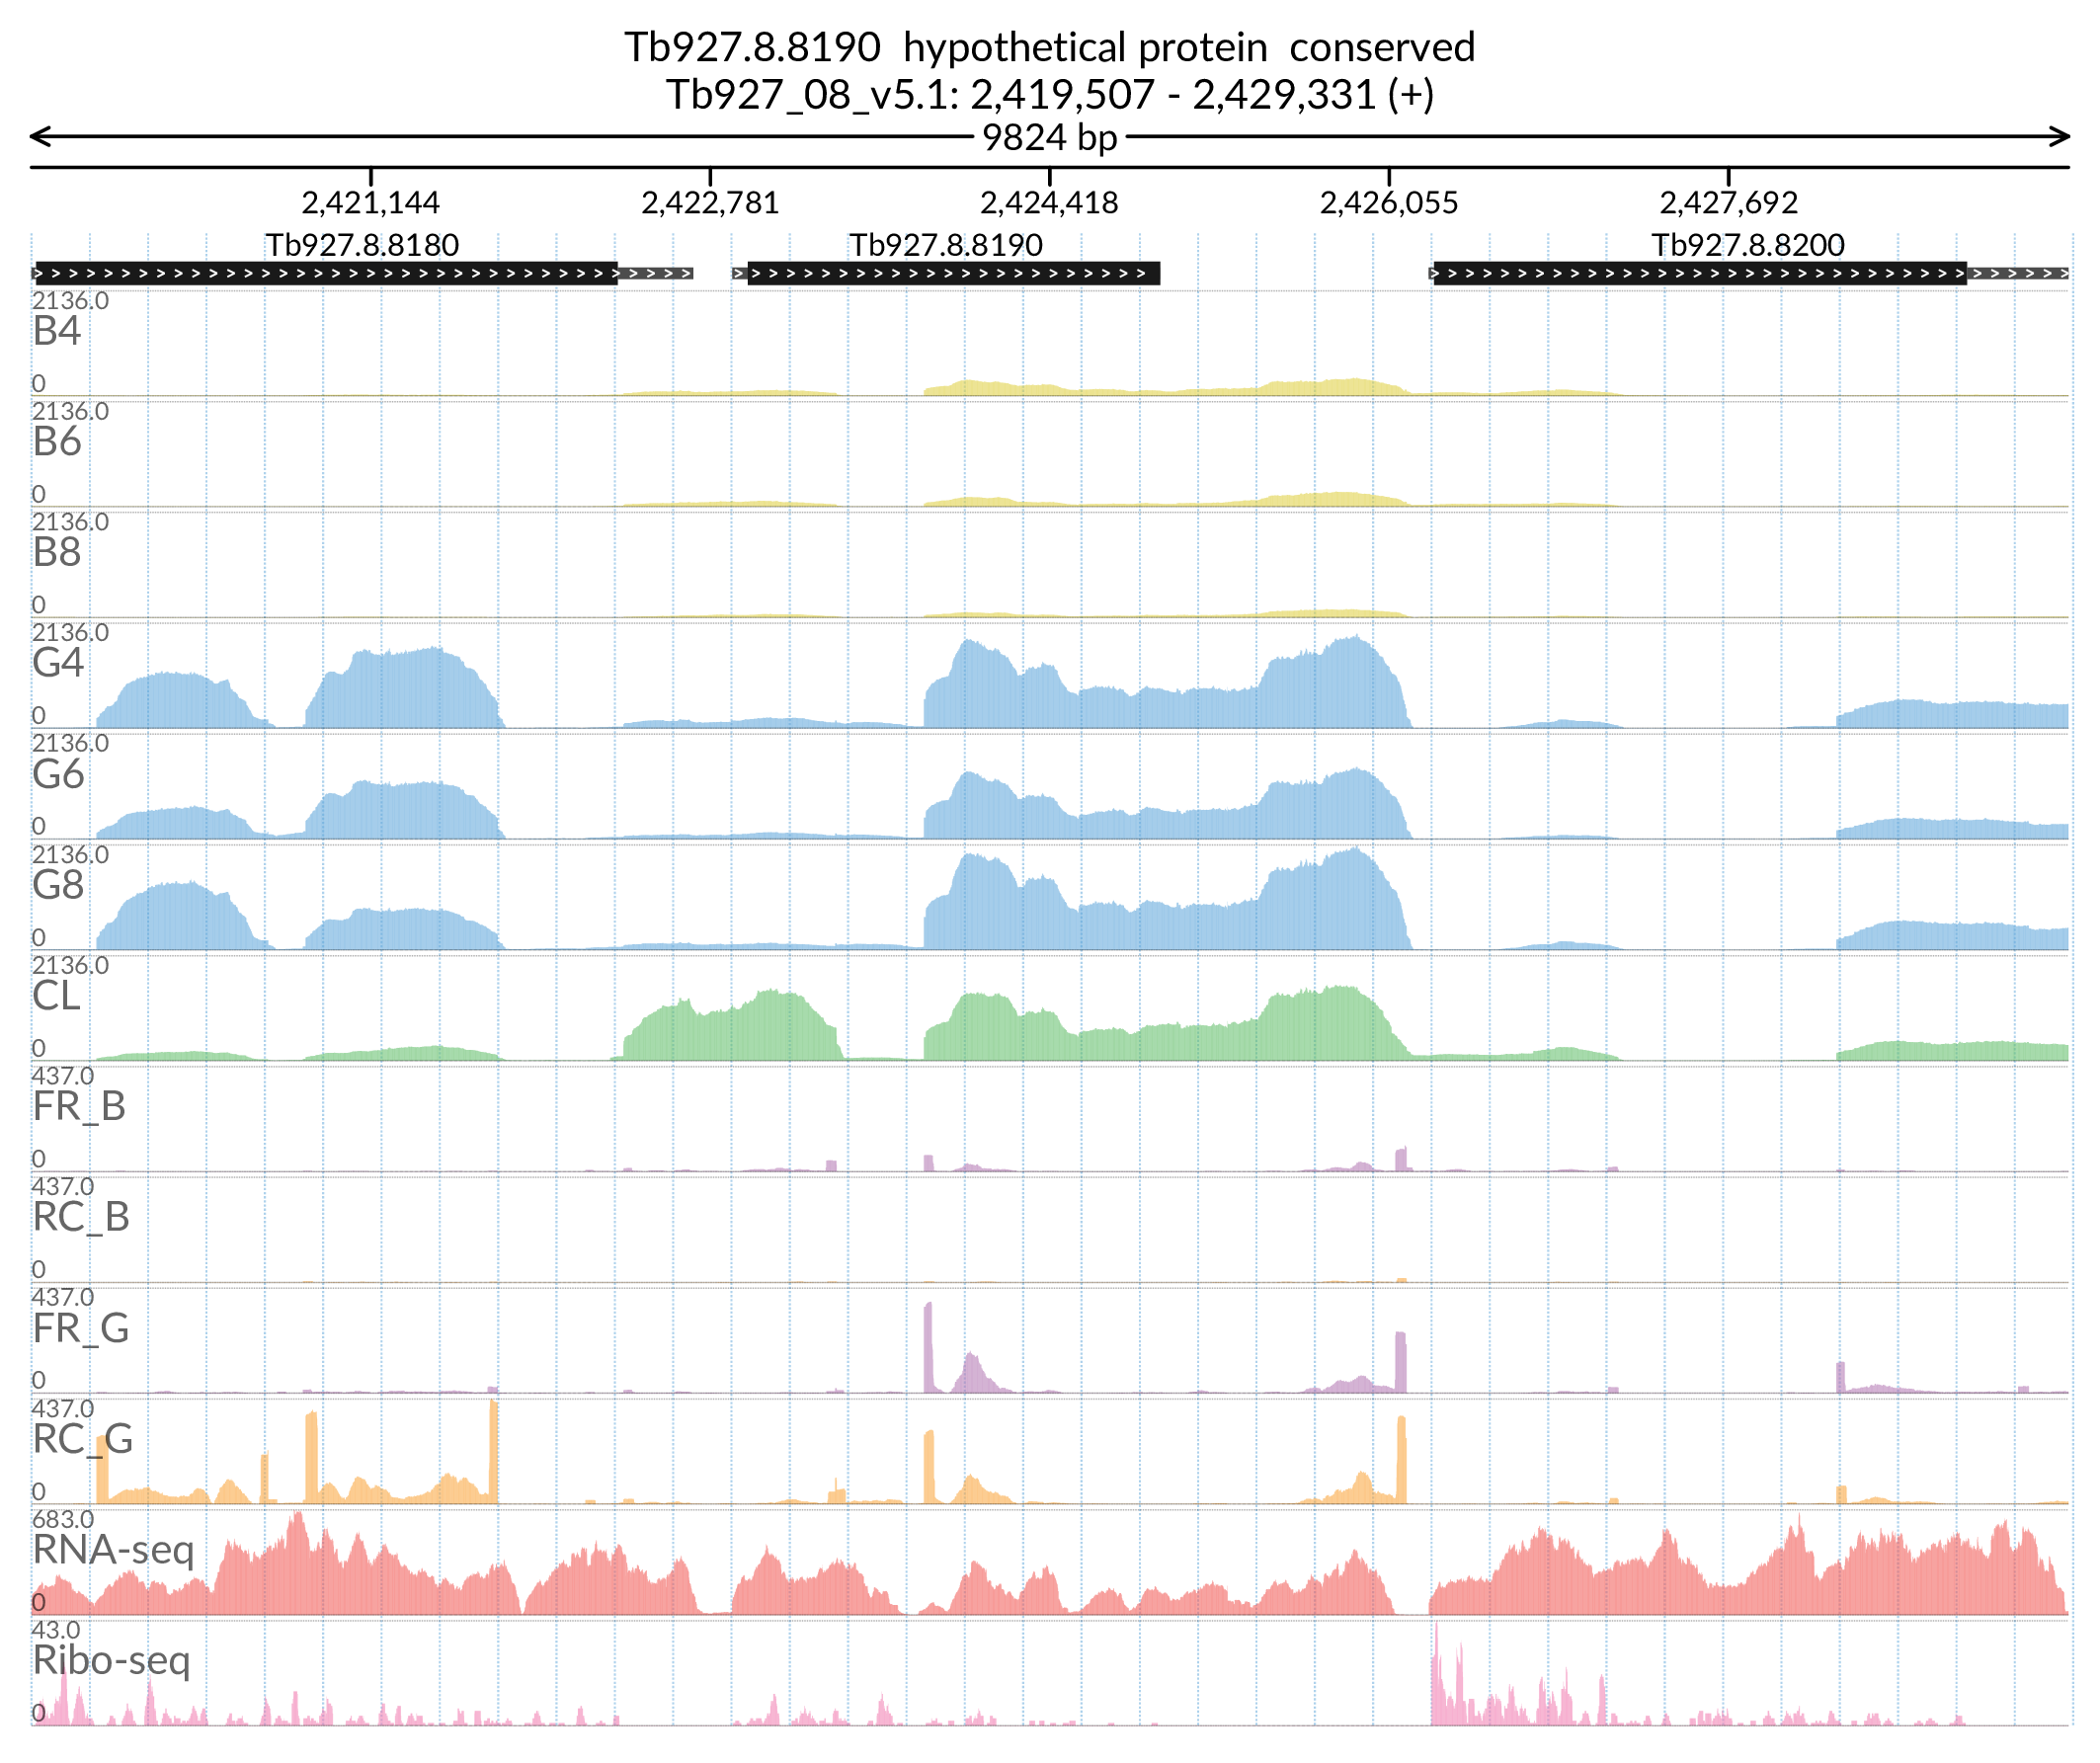 Tb927.8.8190 hypothetical protein conserved
Tb927_08_v5.1: 2,419,507 - 2,429,331 (+)
9824 bp
2,421,144 2,422,781 2,424,418 2,426,055 2,427,692
Tb927.8.8180 Tb927.8.8190 Tb927.8.8200
2136.0
B4
0
2136.0
B6
0
2136.0
B8
0
2136.0
G4
0
2136.0
G6
0
2136.0
G8
0
2136.0
CL
0
437.0
FR_B
0
437.0
RC_B
0
437.0
FR_G
0
437.0
RC_G
0
683.0
RNA-seq
0
43.0
Ribo-seq
0